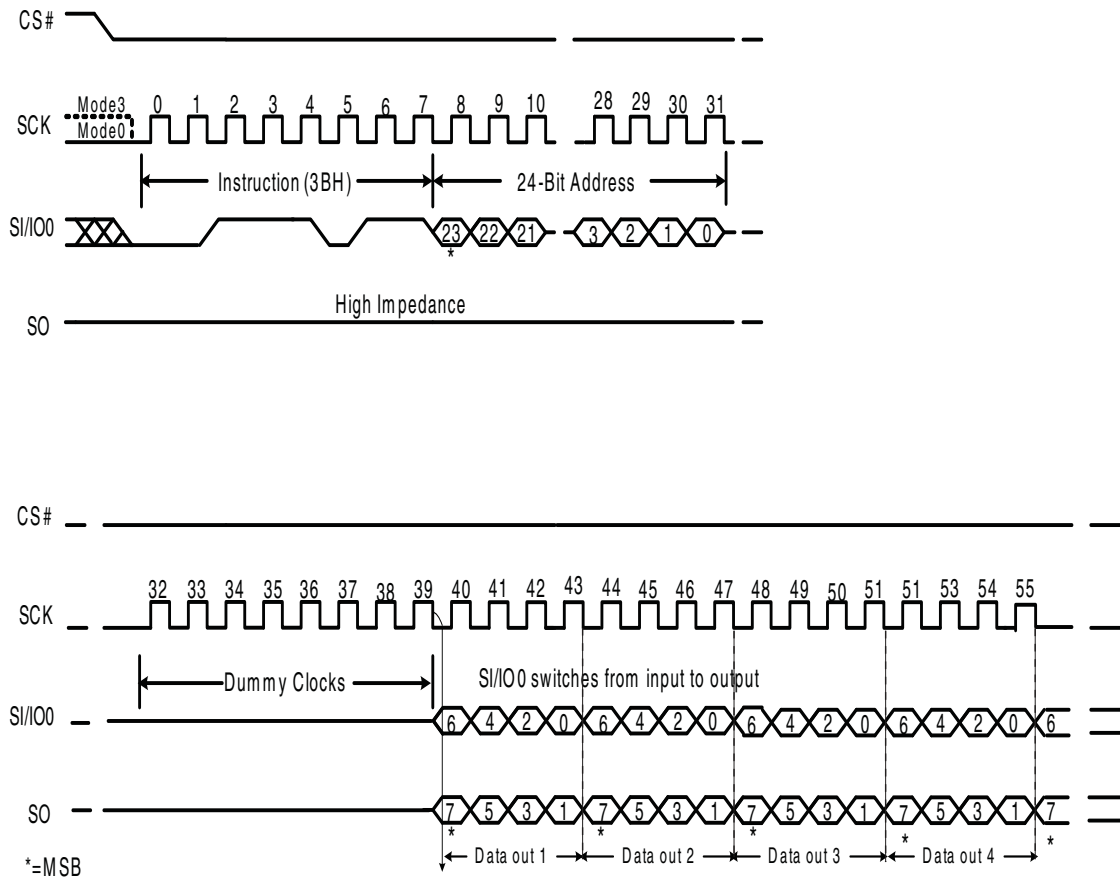 CS#
Mode3
0 1 2 3 4 5 6 7 8 9 10 28 29 30 31
SCK
Mode0
Instruction (3BH) 24-Bit Address
SI/IO0
23 22 21 3 2 1 0
*
High Impedance
SO
CS#
32 33 34 35 36 37 38 39 40 41 42 43 44 45 46 47 48 49 50 51 51 53 54 55
SCK
Dummy Clocks SI/IO0 switches from input to output
SI/IO0 6 4 2 0 6 4 2 0 6 4 2 0 6 4 2 0 6
SO 7 5 3 1 7 5 3 1 7 5 3 1 7 5 3 1 7
* * * * *
Data out 1 Data out 2 Data out 3 Data out 4
*=MSB